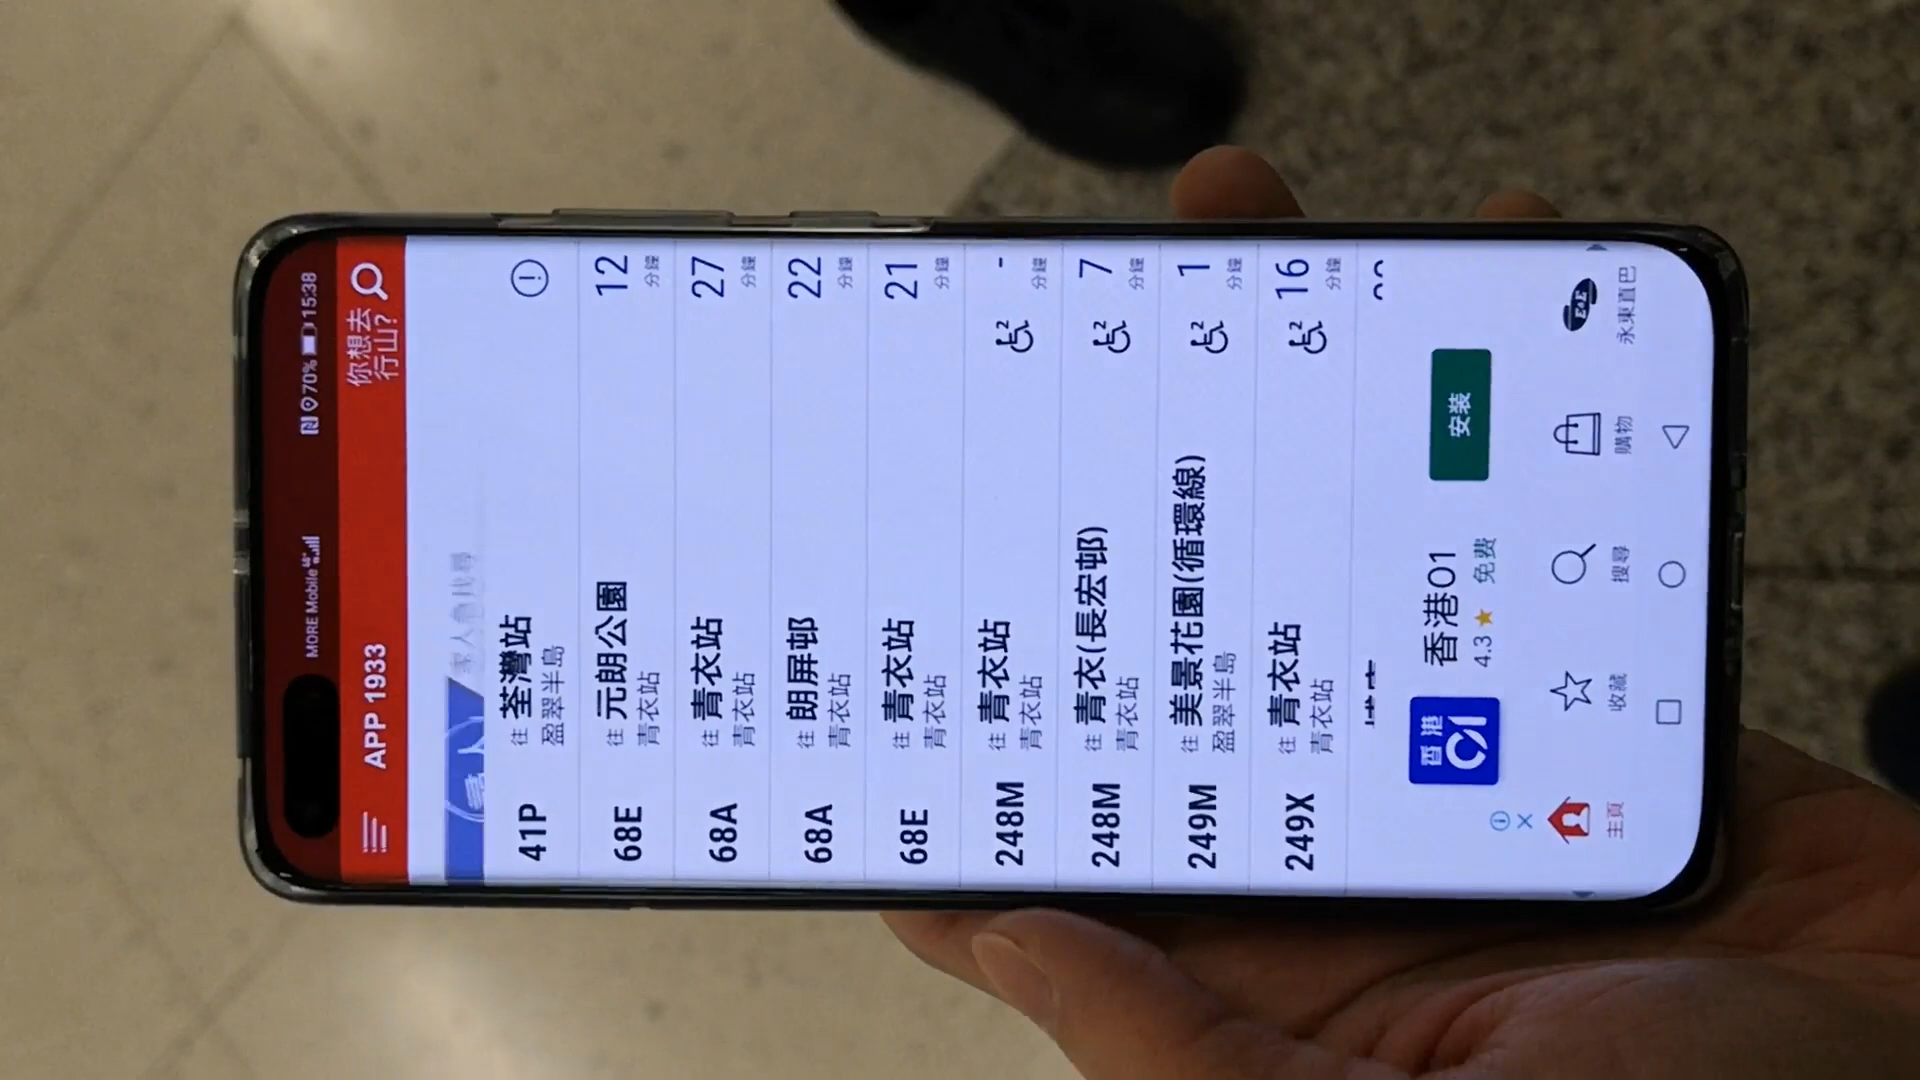 MORE Mobile 4G 70% 15:38
APP 1933
你想去
行山?
41P 往 荃灣站
盈翠半島
68E 往 元朗公園 12
青衣站 分鐘
68A 往 青衣站 27
青衣站 分鐘
68A 往 朗屏邨 22
青衣站 分鐘
68E 往 青衣站 21
青衣站 分鐘
248M 往 青衣站 -
青衣站 分鐘
248M 往 青衣(長宏邨) 7
青衣站 分鐘
249M 往 美景花園(循環線) 1
盈翠半島 分鐘
249X 往 青衣站 16
青衣站 分鐘
香港01
香港01
4.3★ 免费
安装
主頁 收藏 搜尋 購物 永東直巴